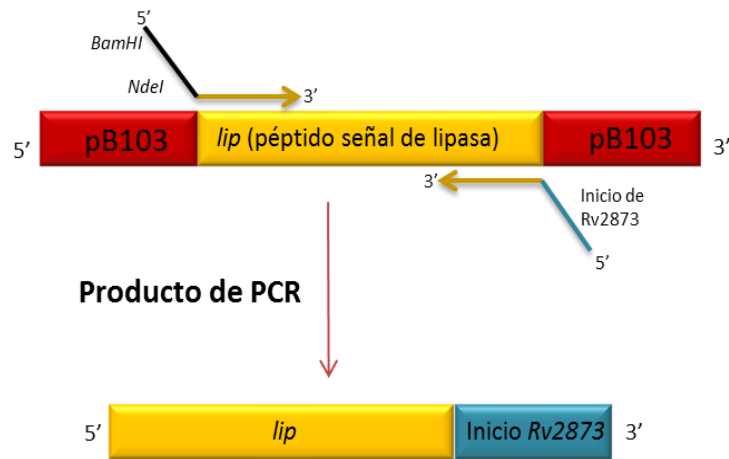 5’
BamHI
NdeI
3’
5’
pB103
lip (péptido señal de lipasa)
pB103
3’
3’
Inicio de
Rv2873
5’
Producto de PCR
5’
lip
Inicio Rv2873
3’